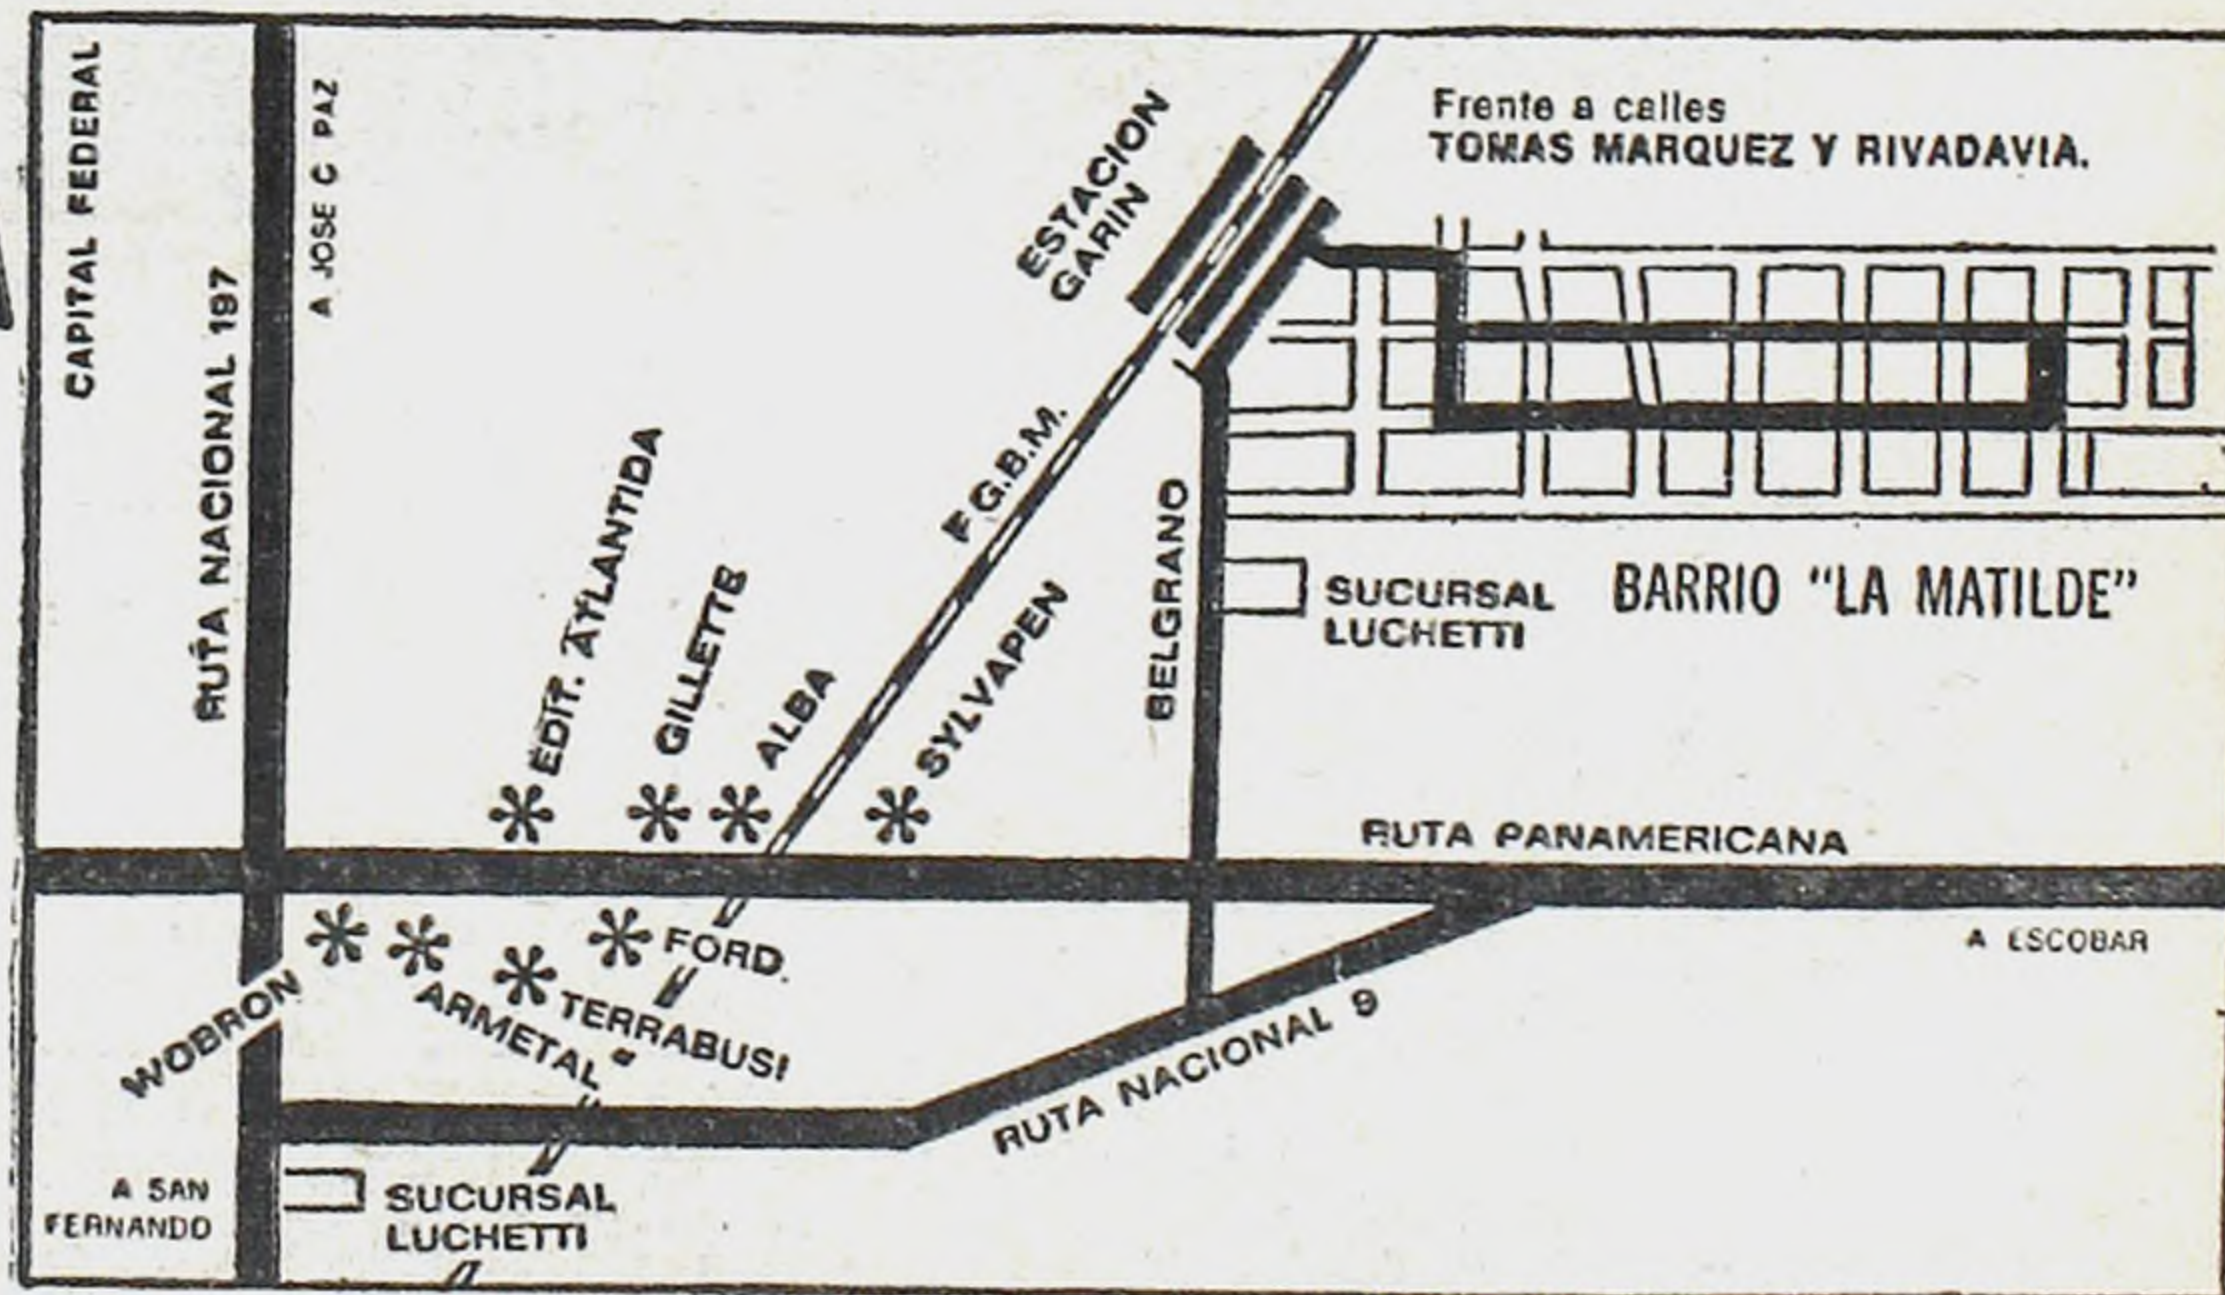 CAPITAL FEDERAL
RUTA NACIONAL 197
A JOSE C PAZ
ESTACION
GARIN
Frente a calles
TOMAS MARQUEZ Y RIVADAVIA.
F G.B.M.
EDIT. ATLANTIDA
GILLETTE
ALBA
SYLVAPEN
BELGRANO
SUCURSAL
LUCHETTI
BARRIO "LA MATILDE"
RUTA PANAMERICANA
A ESCOBAR
WOBRON
ARMETAL
TERRABUSI
FORD.
RUTA NACIONAL 9
A SAN
FERNANDO
SUCURSAL
LUCHETTI